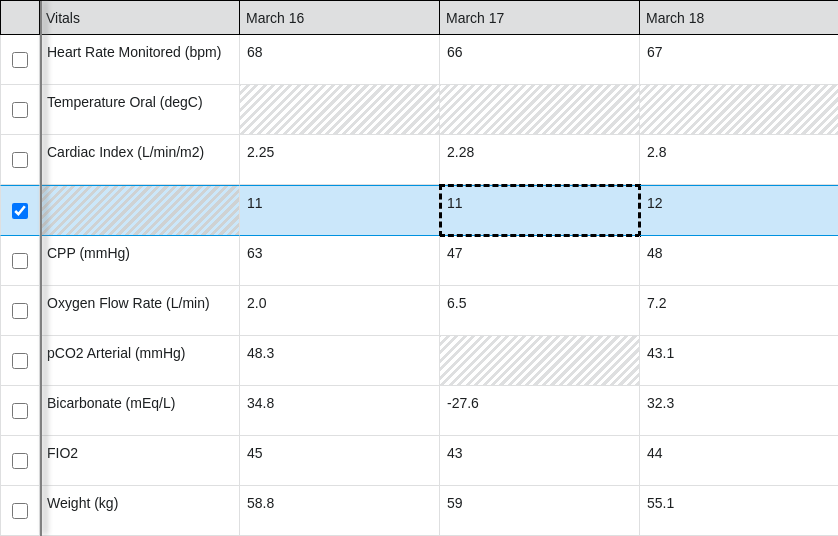 Vitals March 16 March 17 March 18
Heart Rate Monitored (bpm) 68 66 67
Temperature Oral (degC)
Cardiac Index (L/min/m2) 2.25 2.28 2.8
11 11 12
CPP (mmHg) 63 47 48
Oxygen Flow Rate (L/min) 2.0 6.5 7.2
pCO2 Arterial (mmHg) 48.3 43.1
Bicarbonate (mEq/L) 34.8 -27.6 32.3
FIO2 45 43 44
Weight (kg) 58.8 59 55.1